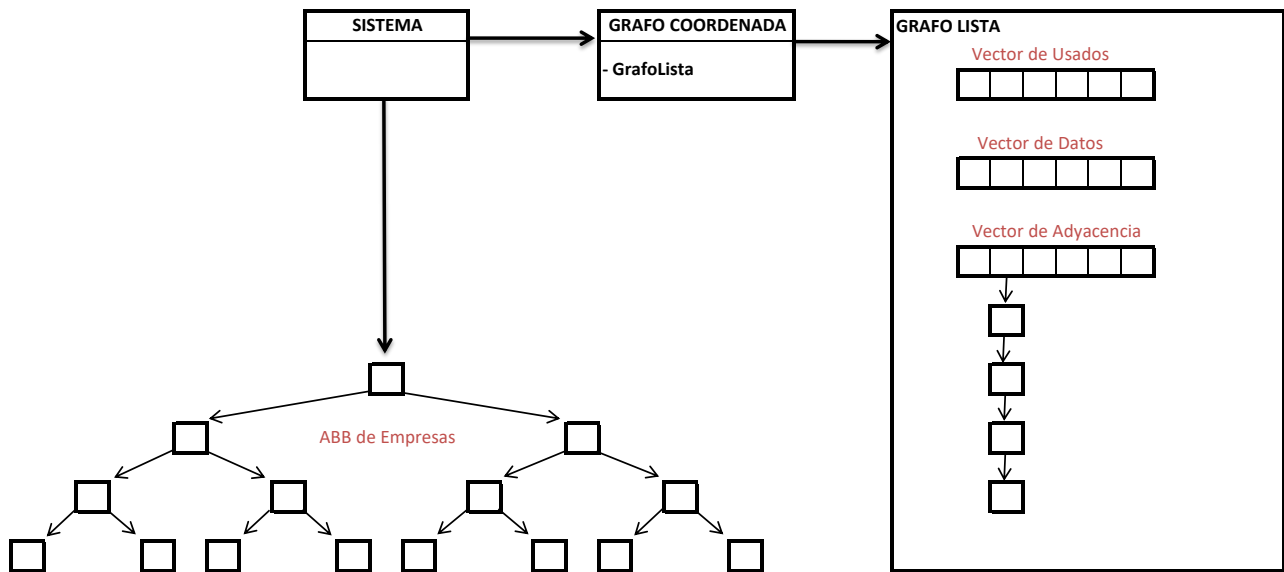 SISTEMA
GRAFO COORDENADA
- GrafoLista
GRAFO LISTA
Vector de Usados
Vector de Datos
Vector de Adyacencia
ABB de Empresas